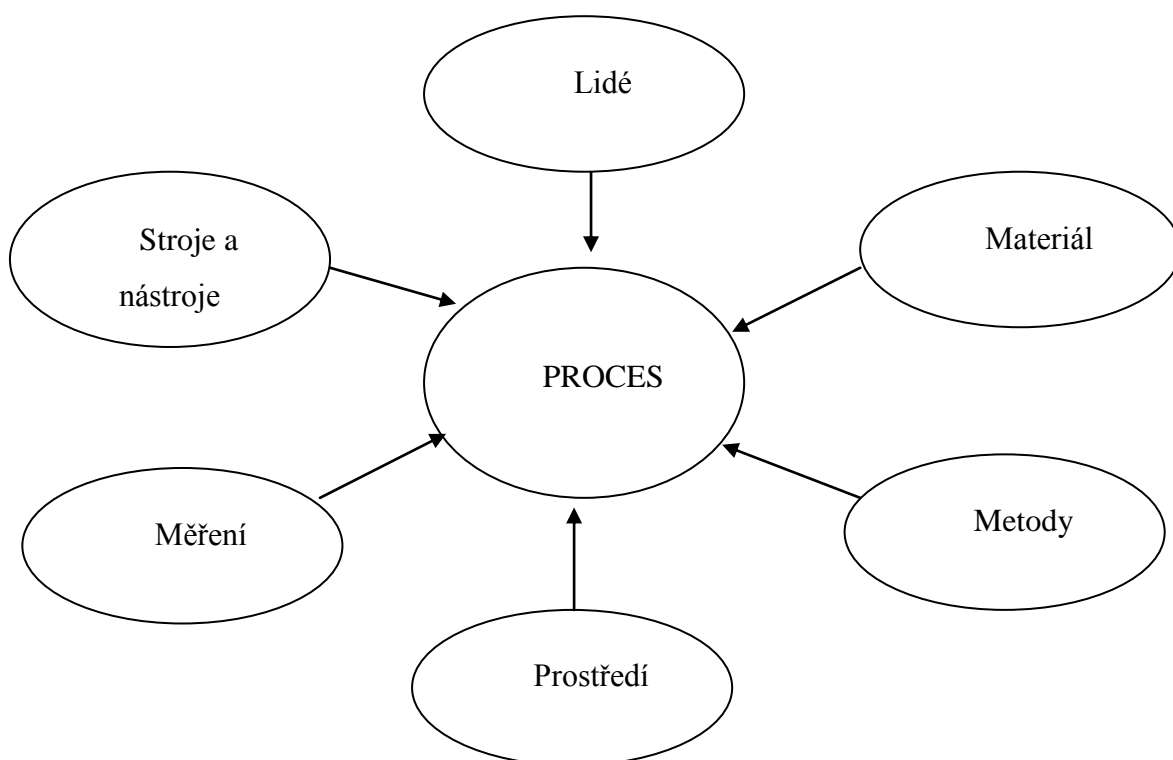 Lidé
Stroje a
nástroje
Materiál
PROCES
Měření
Metody
Prostředí